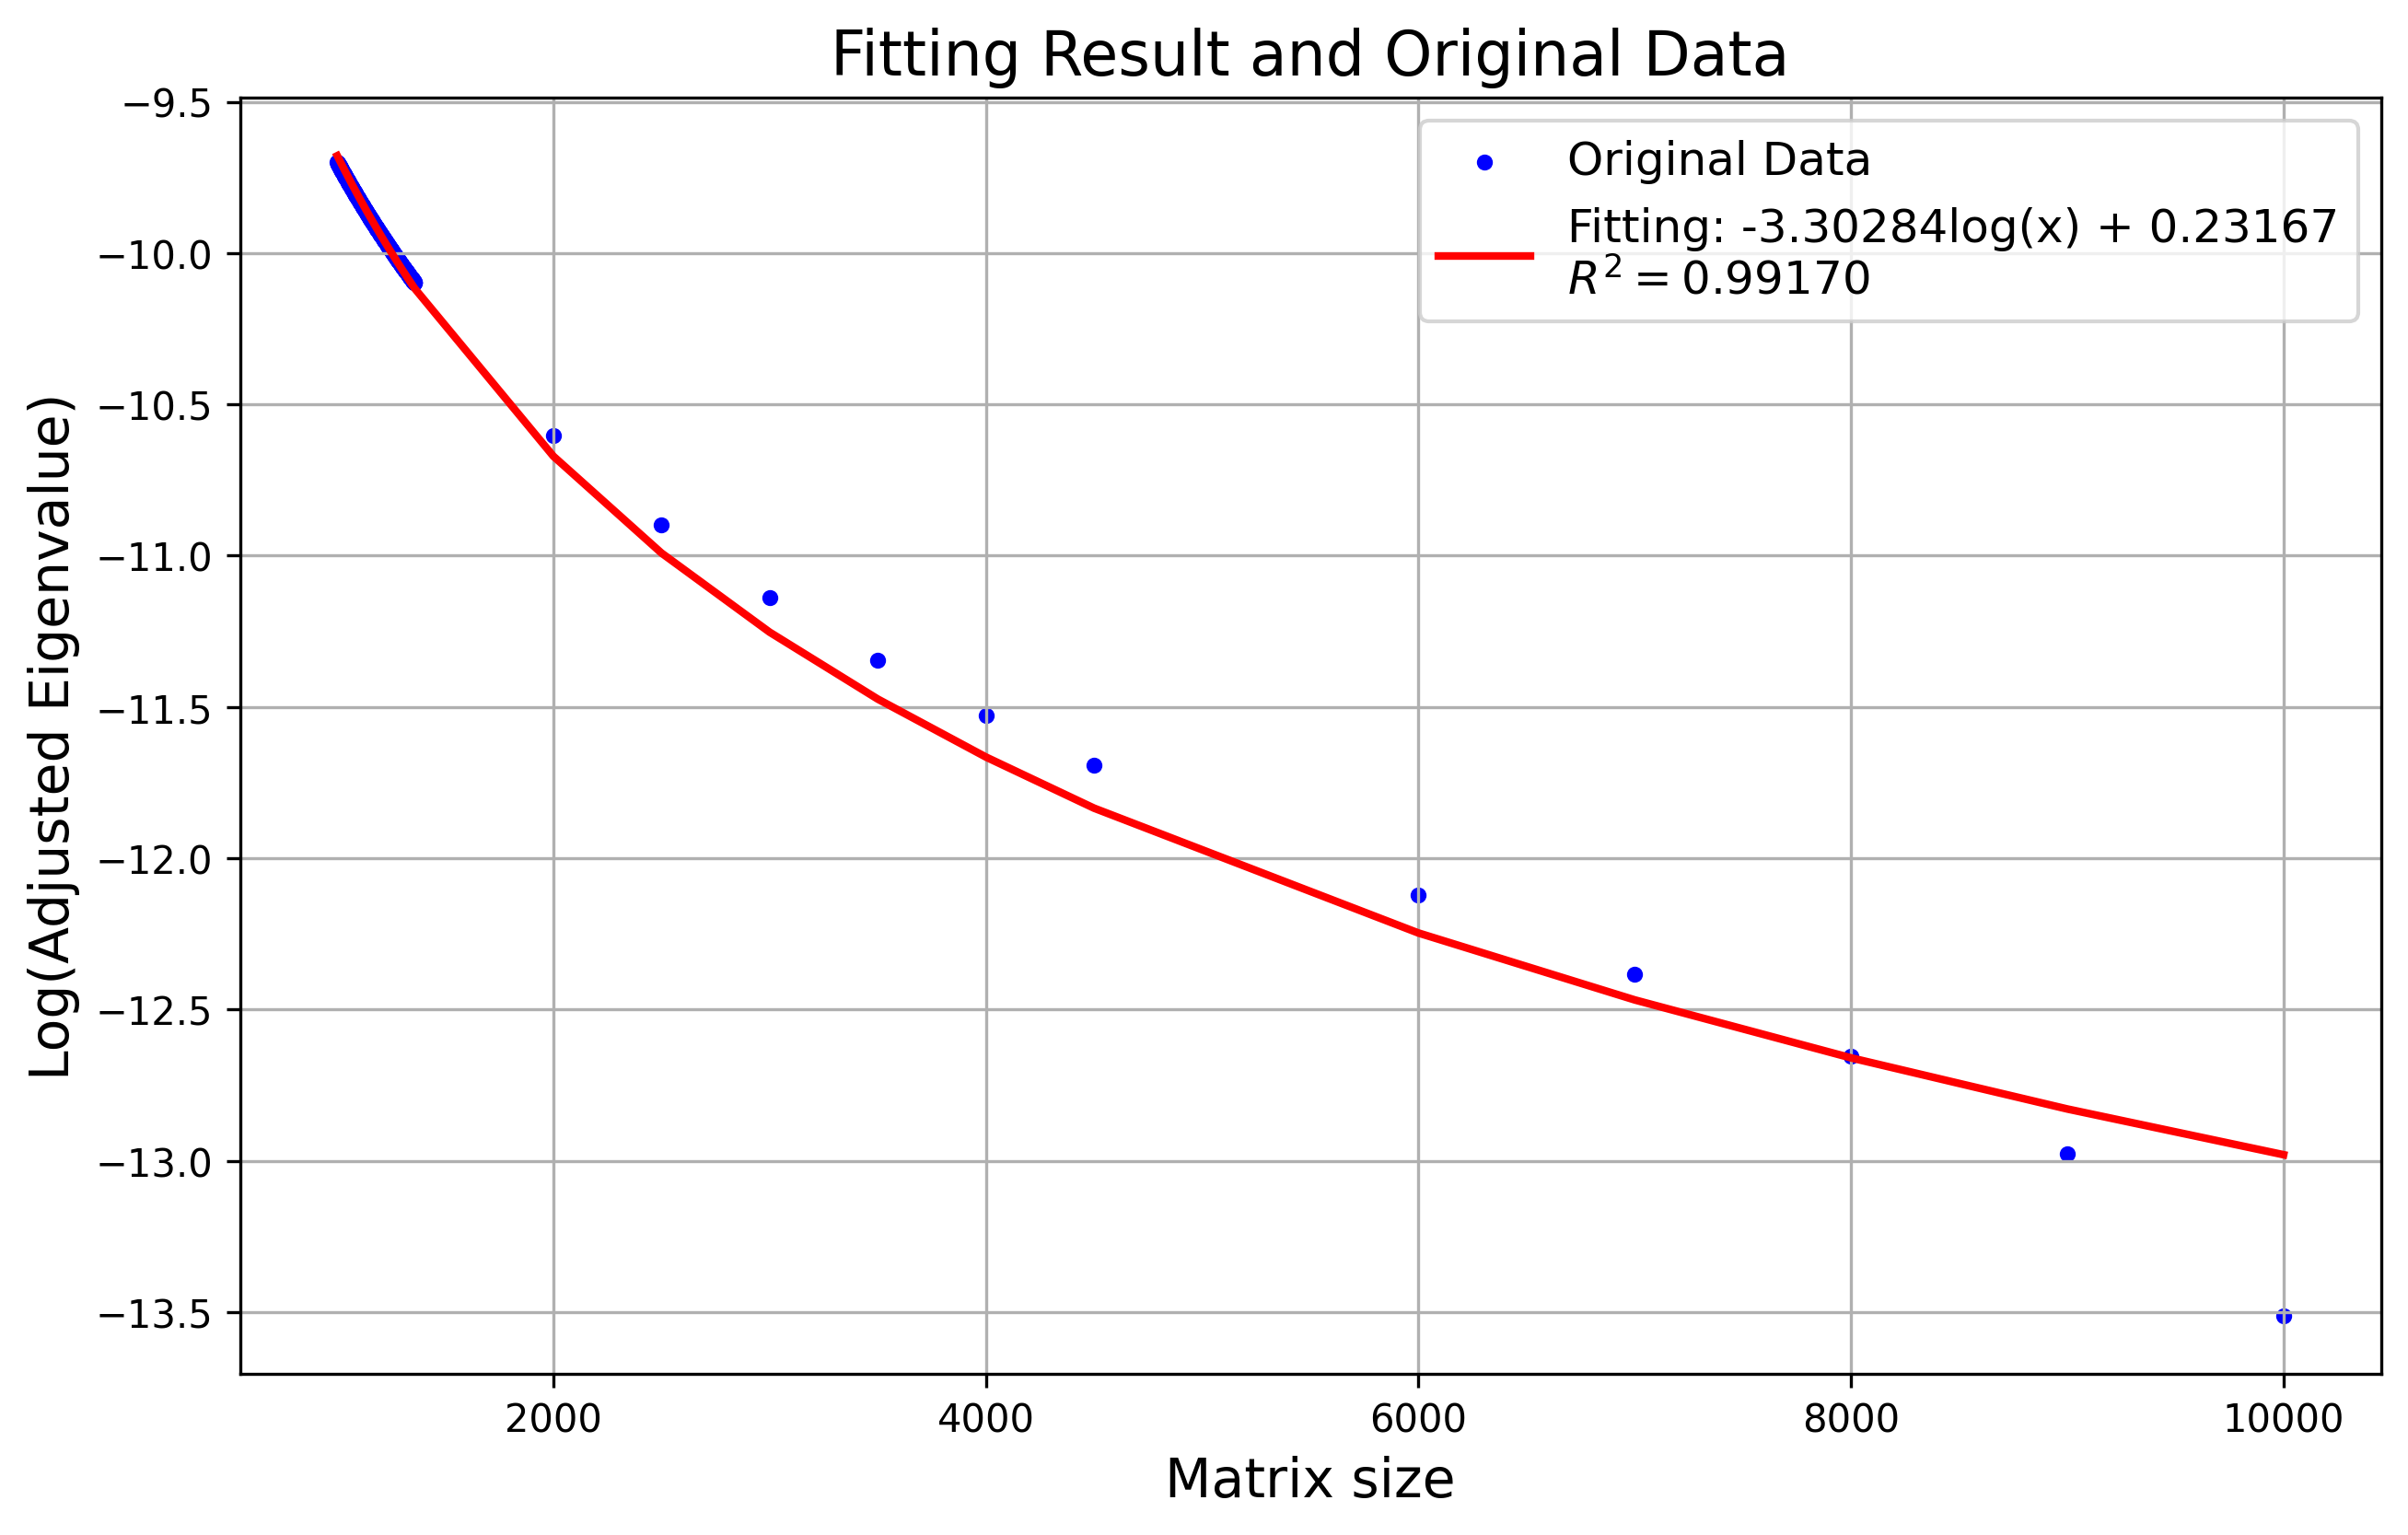 Fitting Result and Original Data
Original Data
Fitting: -3.30284log(x) + 0.23167
R² = 0.99170
Log(Adjusted Eigenvalue)
−9.5
−10.0
−10.5
−11.0
−11.5
−12.0
−12.5
−13.0
−13.5
2000
4000
6000
8000
10000
Matrix size